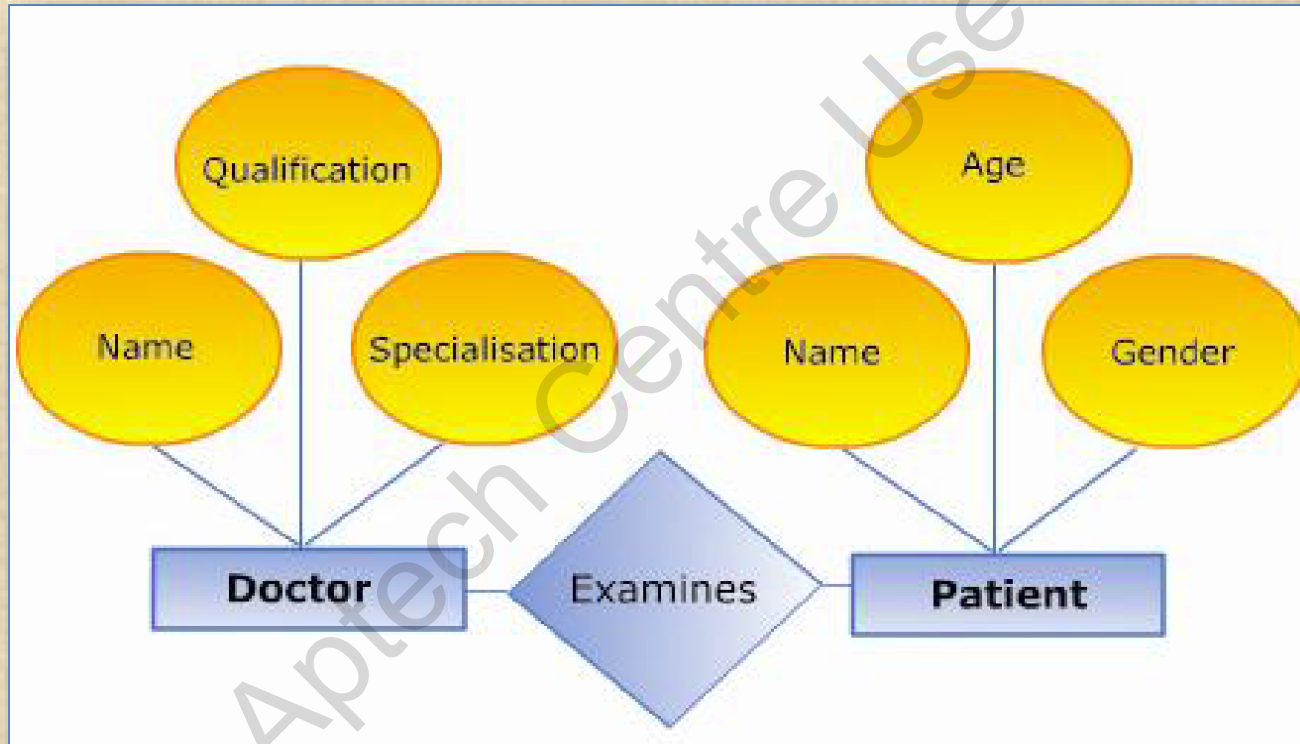 Qualification
Age
Name
Specialisation
Name
Gender
Doctor
Examines
Patient
Aptech Centre Use